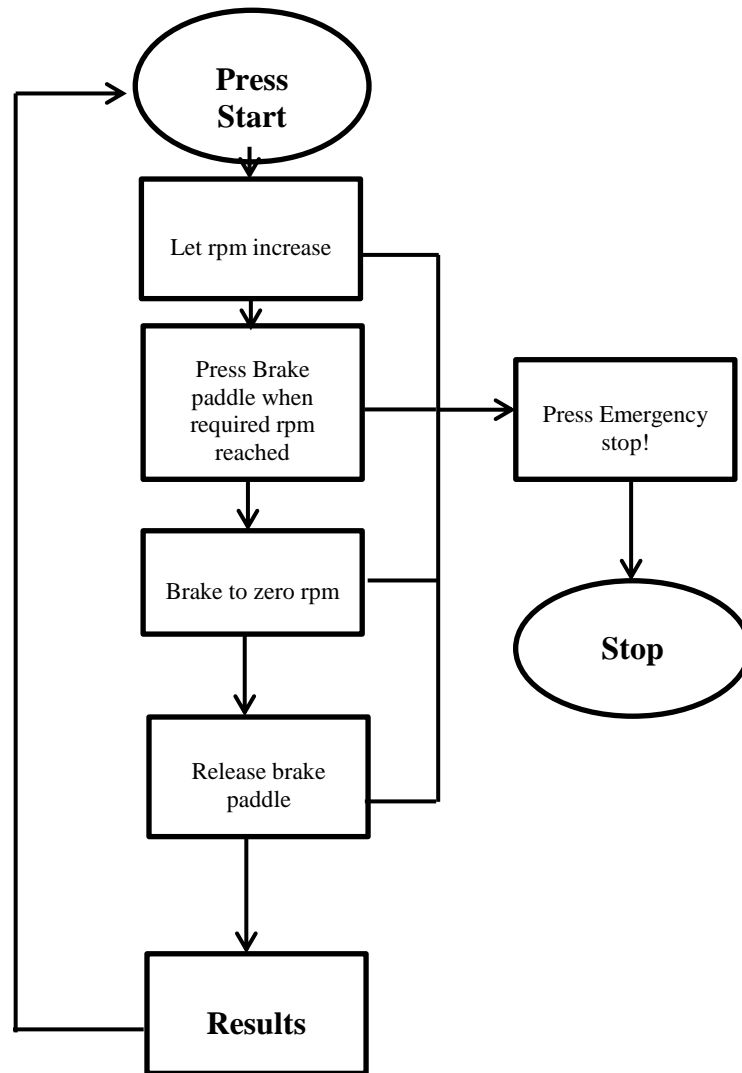 Press
Start
Let rpm increase
Press Brake
paddle when
required rpm
reached
Press Emergency
stop!
Brake to zero rpm
Stop
Release brake
paddle
Results